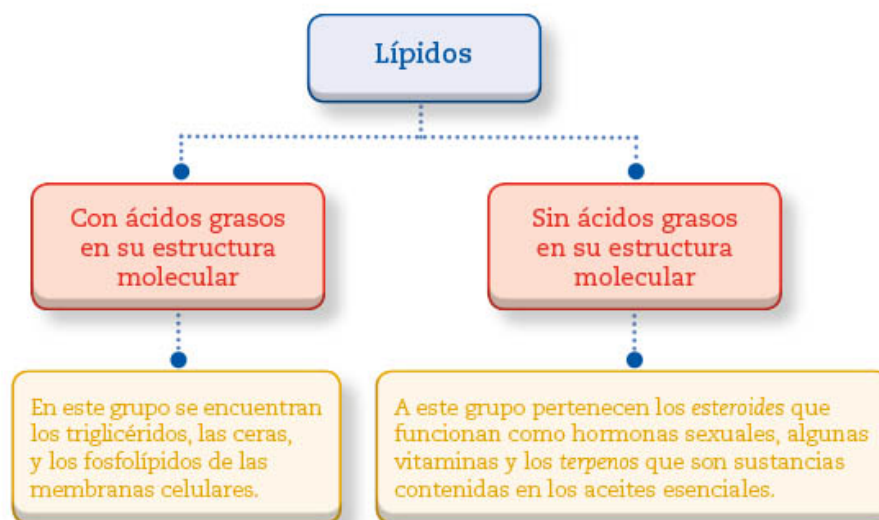 Lípidos
Con ácidos grasos
en su estructura
molecular
Sin ácidos grasos
en su estructura
molecular
En este grupo se encuentran
los triglicéridos, las ceras,
y los fosfolípidos de las
membranas celulares.
A este grupo pertenecen los esteroides que
funcionan como hormonas sexuales, algunas
vitaminas y los terpenos que son sustancias
contenidas en los aceites esenciales.